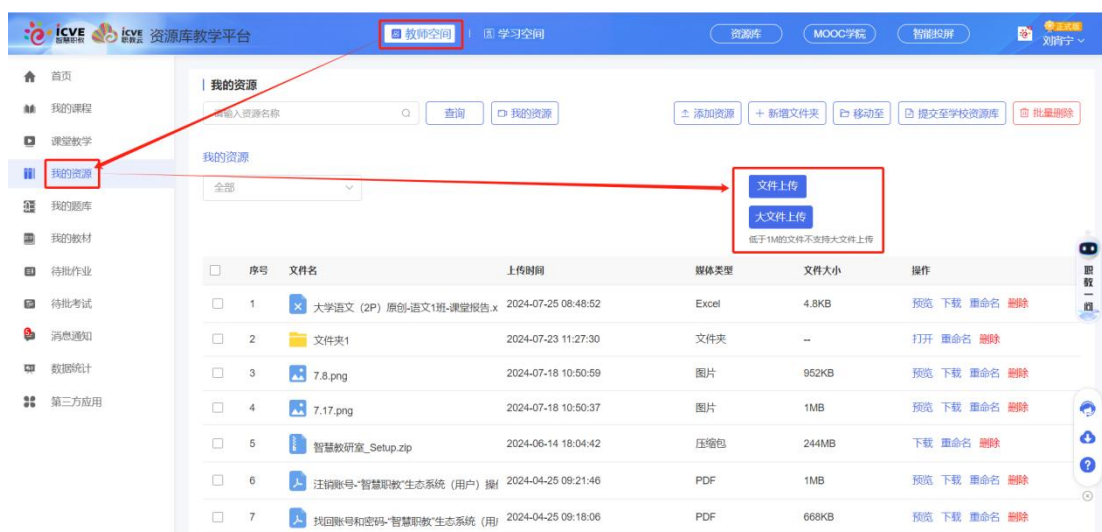 icve 智慧职教 icve 职教云 资源库教学平台
教师空间 学习空间
资源库 MOOC学院 智能投屏
正式版
刘尚宁
首页
我的课程
课堂教学
我的资源
我的题库
我的教材
待批作业
待批考试
消息通知
数据统计
第三方应用
我的资源
请输入资源名称 查询 我的资源 添加资源 新增文件夹 移动至 提交至学校资源库 批量删除
我的资源
全部
文件上传
大文件上传
低于1M的文件不支持大文件上传
序号 文件名 上传时间 媒体类型 文件大小 操作
1 大学语文（2P）原创-语文1班-课堂报告.x 2024-07-25 08:48:52 Excel 4.8KB 预览 下载 重命名 删除
2 文件夹1 2024-07-23 11:27:30 文件夹 -- 打开 重命名 删除
3 7.8.png 2024-07-18 10:50:59 图片 952KB 预览 下载 重命名 删除
4 7.17.png 2024-07-18 10:50:37 图片 1MB 预览 下载 重命名 删除
5 智慧教研室_Setup.zip 2024-06-14 18:04:42 压缩包 244MB 下载 重命名 删除
6 注销账号-“智慧职教”生态系统（用户）操 2024-04-25 09:21:46 PDF 1MB 预览 下载 重命名 删除
7 找回账号和密码-“智慧职教”生态系统（用 2024-04-25 09:18:06 PDF 668KB 预览 下载 重命名 删除
职教一问